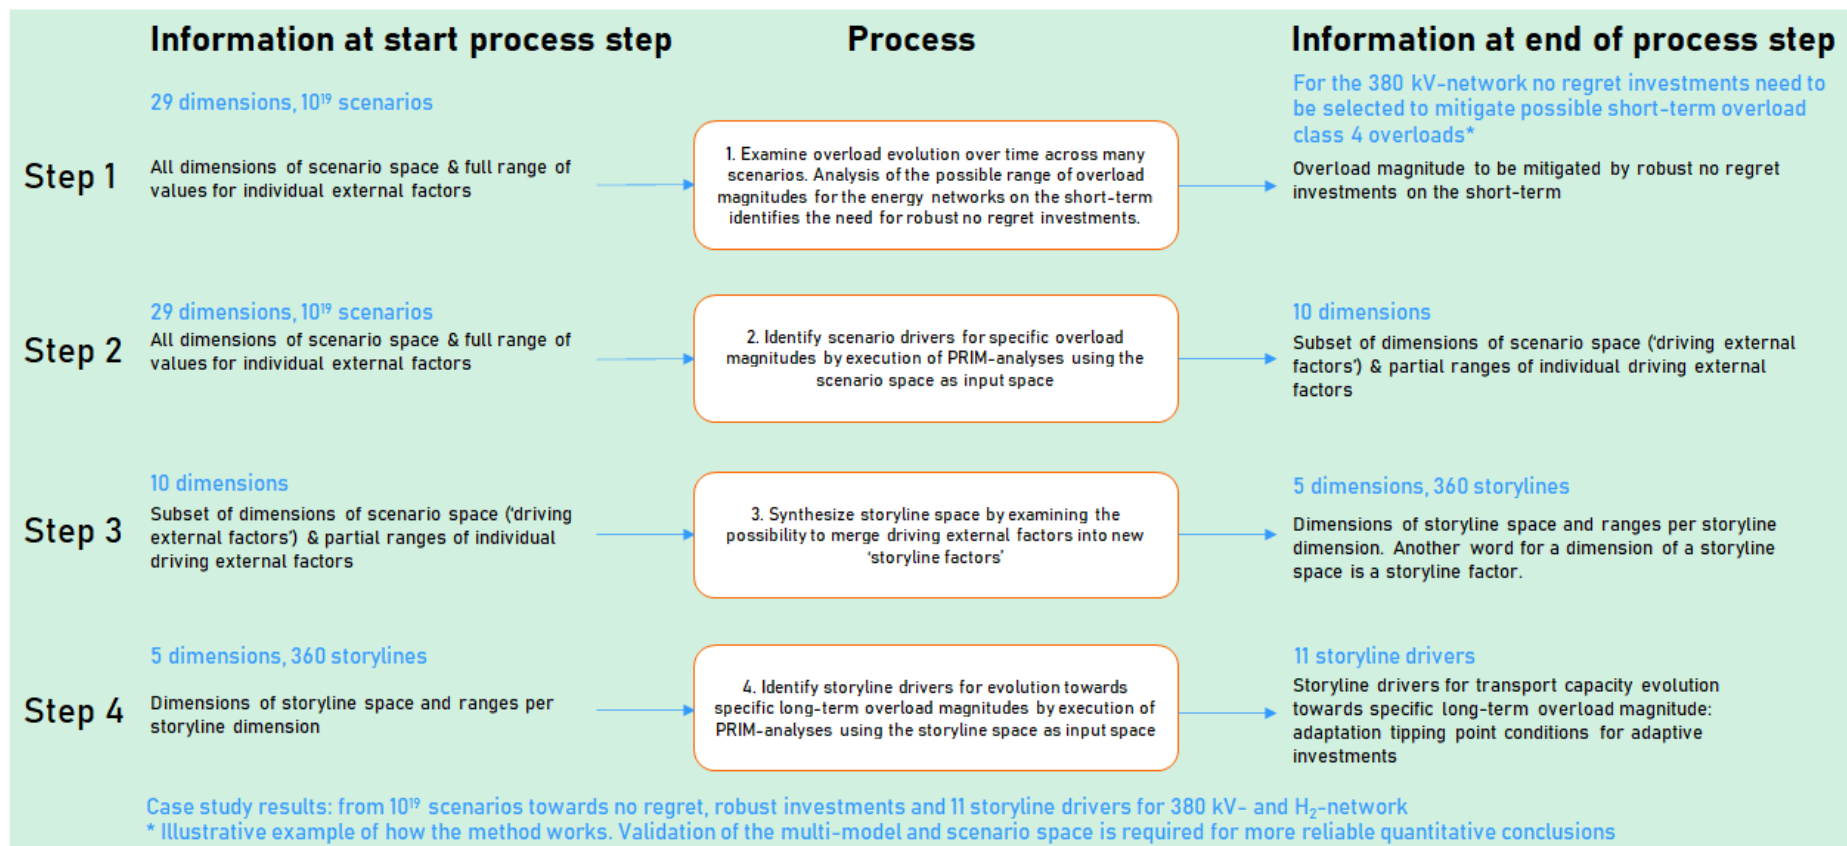 Information at start process step
Process
Information at end of process step
Step 1
29 dimensions, 10¹⁹ scenarios
All dimensions of scenario space & full range of
values for individual external factors
1. Examine overload evolution over time across many
scenarios. Analysis of the possible range of overload
magnitudes for the energy networks on the short-term
identifies the need for robust no regret investments.
For the 380 kV-network no regret investments need to
be selected to mitigate possible short-term overload
class 4 overloads*
Overload magnitude to be mitigated by robust no regret
investments on the short-term
Step 2
29 dimensions, 10¹⁹ scenarios
All dimensions of scenario space & full range of
values for individual external factors
2. Identify scenario drivers for specific overload
magnitudes by execution of PRIM-analyses using the
scenario space as input space
10 dimensions
Subset of dimensions of scenario space (‘driving external
factors’) & partial ranges of individual driving external
factors
Step 3
10 dimensions
Subset of dimensions of scenario space (‘driving
external factors’) & partial ranges of individual
driving external factors
3. Synthesize storyline space by examining the
possibility to merge driving external factors into new
‘storyline factors’
5 dimensions, 360 storylines
Dimensions of storyline space and ranges per storyline
dimension. Another word for a dimension of a storyline
space is a storyline factor.
Step 4
5 dimensions, 360 storylines
Dimensions of storyline space and ranges per
storyline dimension
4. Identify storyline drivers for evolution towards
specific long-term overload magnitudes by execution of
PRIM-analyses using the storyline space as input space
11 storyline drivers
Storyline drivers for transport capacity evolution
towards specific long-term overload magnitude:
adaptation tipping point conditions for adaptive
investments
Case study results: from 10¹⁹ scenarios towards no regret, robust investments and 11 storyline drivers for 380 kV- and H₂-network
* Illustrative example of how the method works. Validation of the multi-model and scenario space is required for more reliable quantitative conclusions